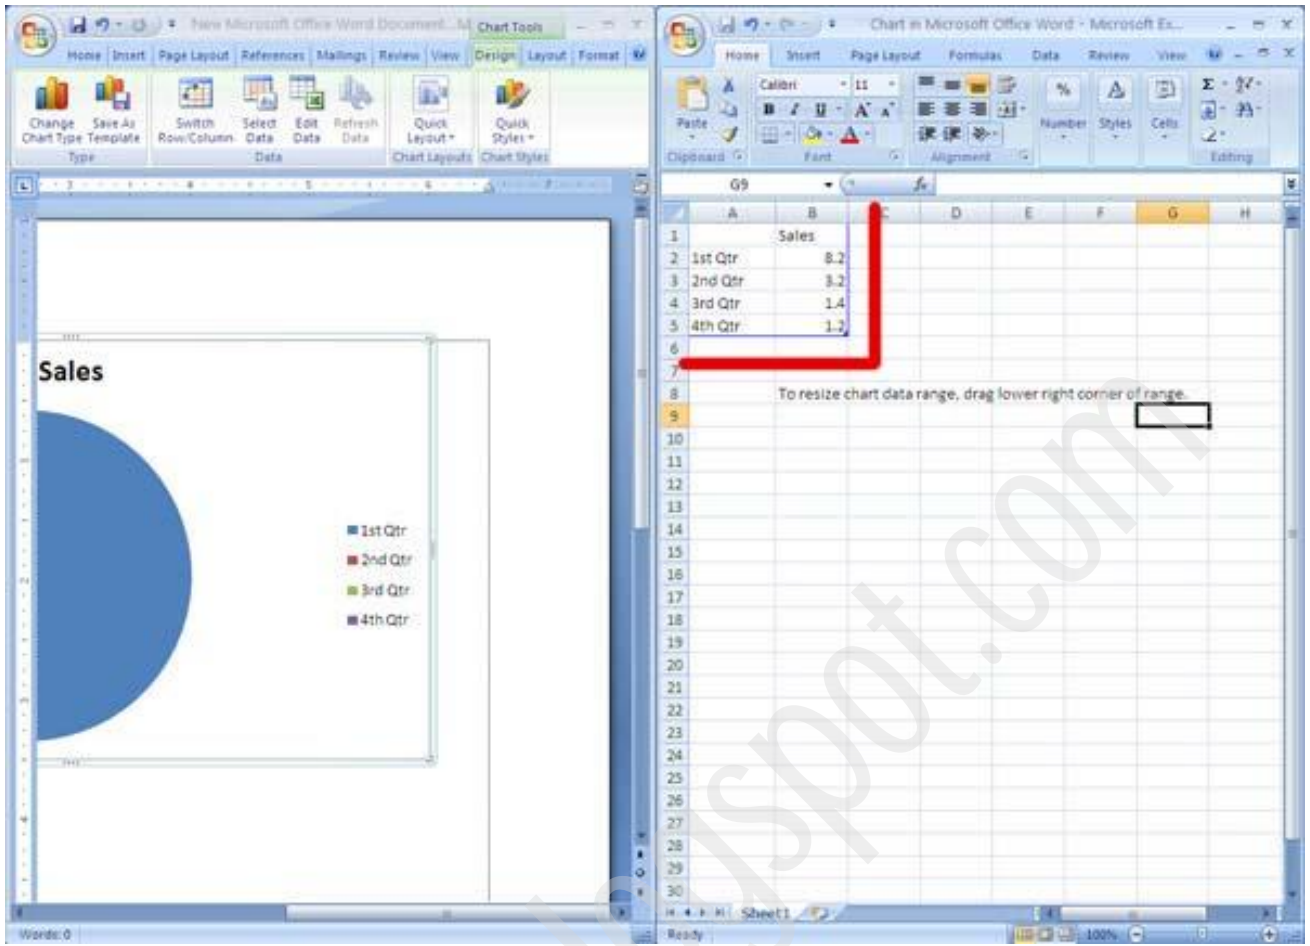 New Microsoft Office Word Document
Chart Tools
Home Insert Page Layout References Mailings Review View Design Layout Format
Change Chart Type
Save As Template
Switch Row/Column
Select Data
Edit Data
Refresh Data
Quick Layout
Quick Styles
Type Data Chart Layouts Chart Styles
Sales
1st Qtr
2nd Qtr
3rd Qtr
4th Qtr
Words: 0
Chart in Microsoft Office Word - Microsoft Ex...
Home Insert Page Layout Formulas Data Review View
Calibri 11
Paste
B I U A A
Number Styles Cells
Clipboard Font Alignment Editing
G9 fx
A B C D E F G H
1 Sales
2 1st Qtr 8.2
3 2nd Qtr 3.2
4 3rd Qtr 1.4
5 4th Qtr 1.2
6
7
8 To resize chart data range, drag lower right corner of range.
9
10
11
12
13
14
15
16
17
18
19
20
21
22
23
24
25
26
27
28
29
30
Sheet1
Ready 100%
spot.com